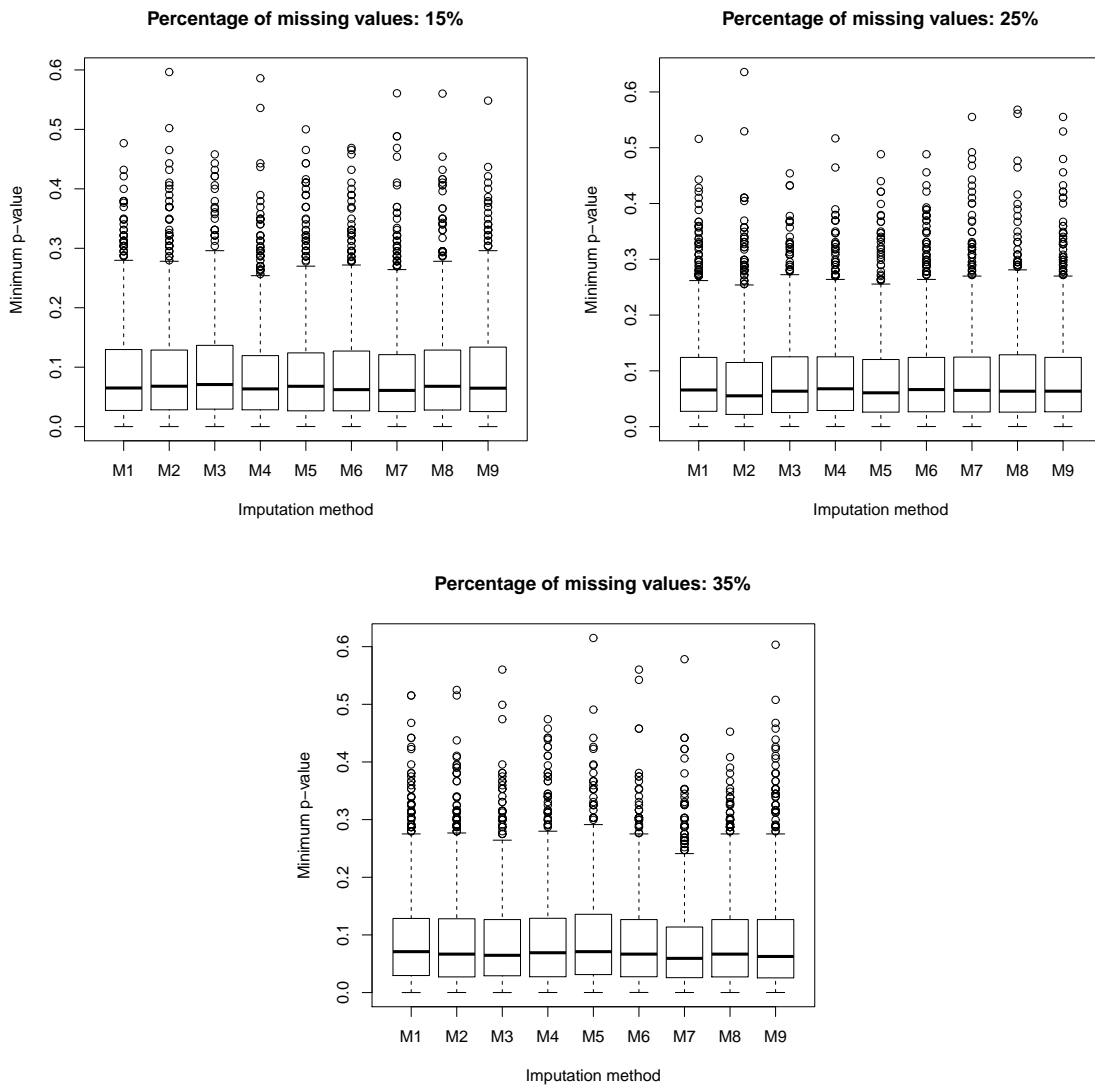 Percentage of missing values: 15%
Minimum p−value
0.6
0.5
0.4
0.3
0.2
0.1
0.0
M1 M2 M3 M4 M5 M6 M7 M8 M9
Imputation method
Percentage of missing values: 25%
Minimum p−value
0.6
0.5
0.4
0.3
0.2
0.1
0.0
M1 M2 M3 M4 M5 M6 M7 M8 M9
Imputation method
Percentage of missing values: 35%
Minimum p−value
0.6
0.5
0.4
0.3
0.2
0.1
0.0
M1 M2 M3 M4 M5 M6 M7 M8 M9
Imputation method